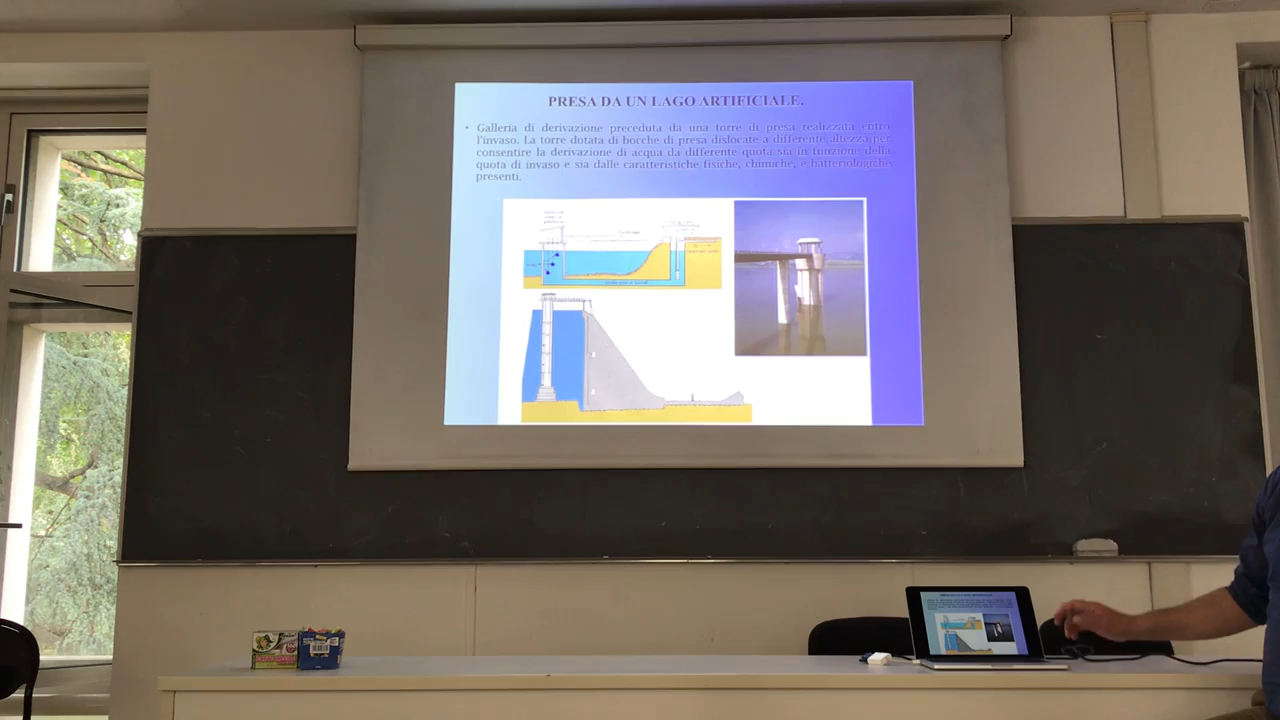 PRESA DA UN LAGO ARTIFICIALE.
• Galleria di derivazione preceduta da una torre di presa realizzata entro
l'invaso. La torre dotata di bocche di presa dislocate a differente altezza per
consentire la derivazione di acqua da differente quota sia in funzione della
quota di invaso e sia dalle caratteristiche fisiche, chimiche, e batteriologiche
presenti.